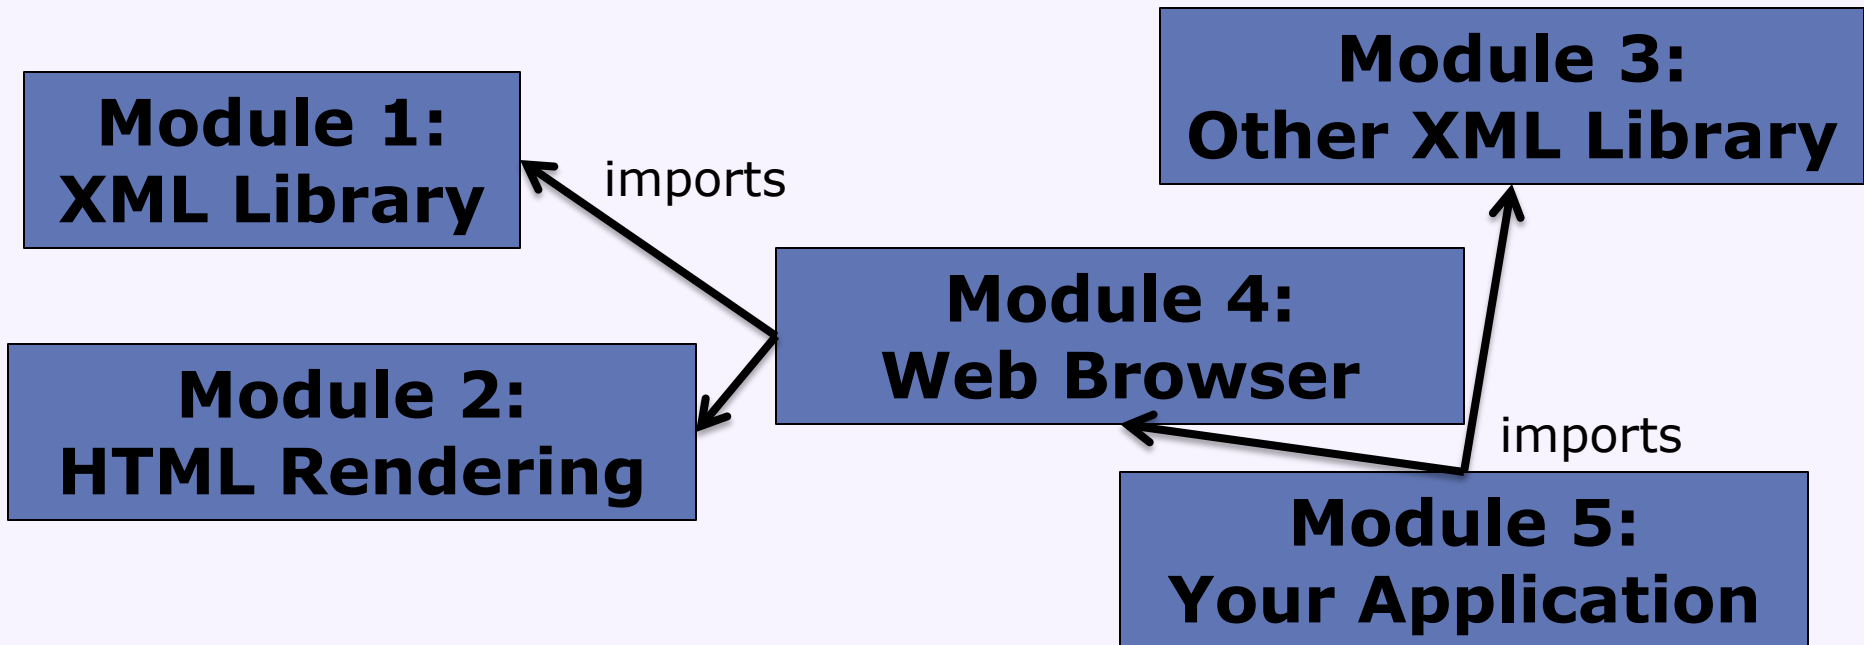 Module 1:
XML Library
imports
Module 3:
Other XML Library
Module 2:
HTML Rendering
Module 4:
Web Browser
imports
Module 5:
Your Application